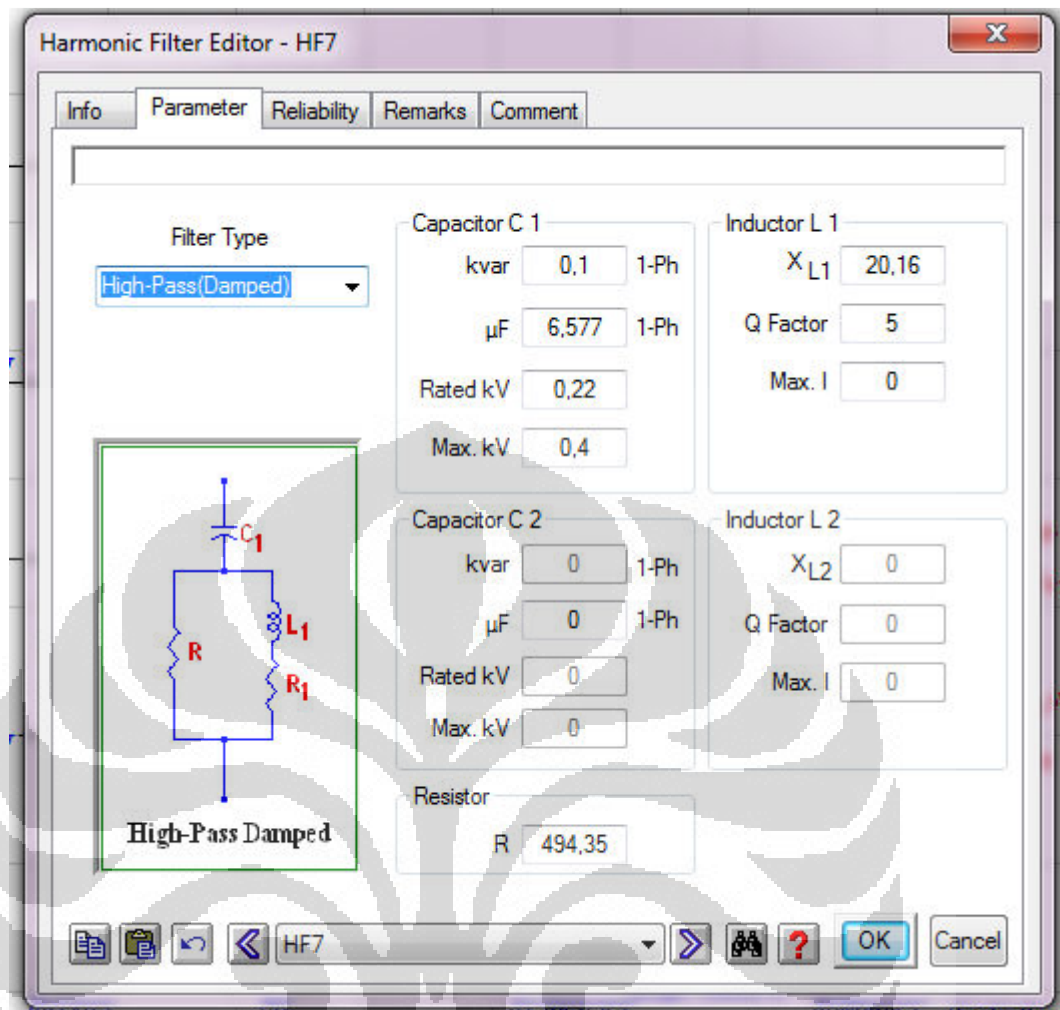 Harmonic Filter Editor - HF7
Info Parameter Reliability Remarks Comment
Filter Type
High-Pass(Damped)
Capacitor C 1
kvar 0,1 1-Ph
µF 6,577 1-Ph
Rated kV 0,22
Max. kV 0,4
Inductor L 1
XL1 20,16
Q Factor 5
Max. I 0
C1
R
L1
R1
High-Pass Damped
Capacitor C 2
kvar 0 1-Ph
µF 0 1-Ph
Rated kV 0
Max. kV 0
Inductor L 2
XL2 0
Q Factor 0
Max. I 0
Resistor
R 494,35
HF7
?
OK
Cancel